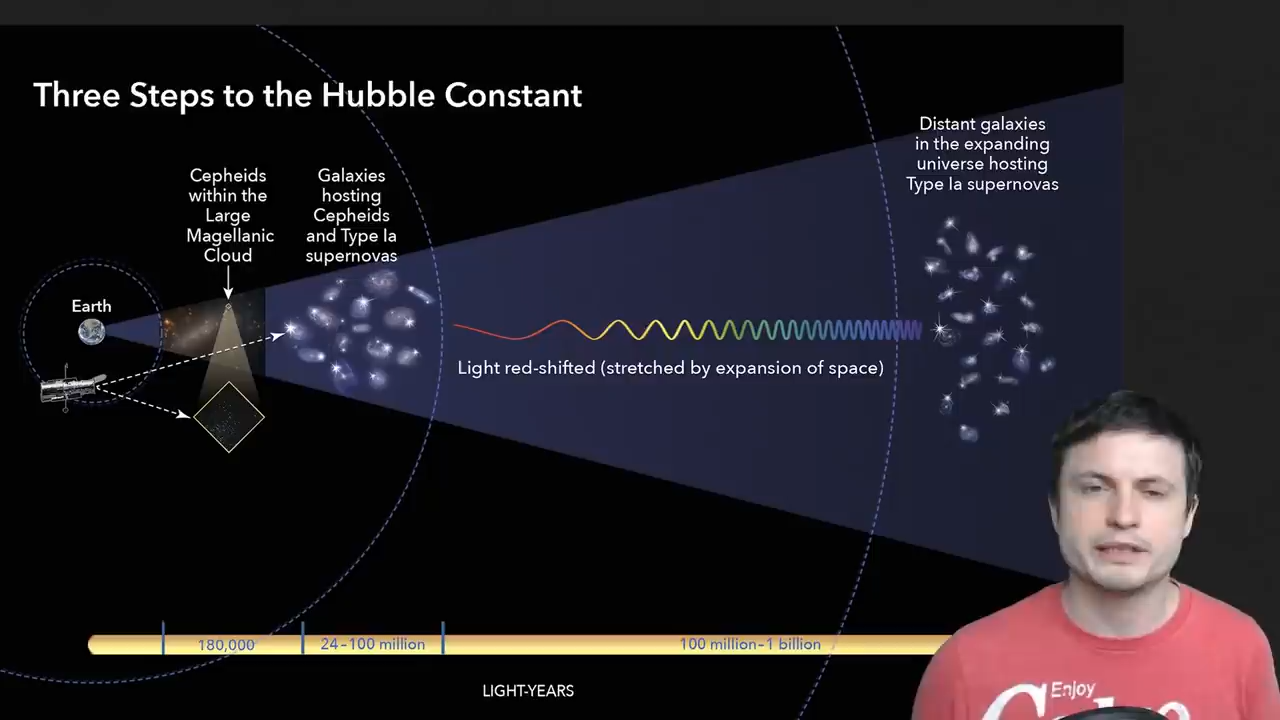 Three Steps to the Hubble Constant
Distant galaxies
in the expanding
universe hosting
Type Ia supernovas
Cepheids
within the
Large
Magellanic
Cloud
Galaxies
hosting
Cepheids
and Type Ia
supernovas
Earth
Light red-shifted (stretched by expansion of space)
180,000
24–100 million
100 million–1 billion
LIGHT-YEARS
Enjoy